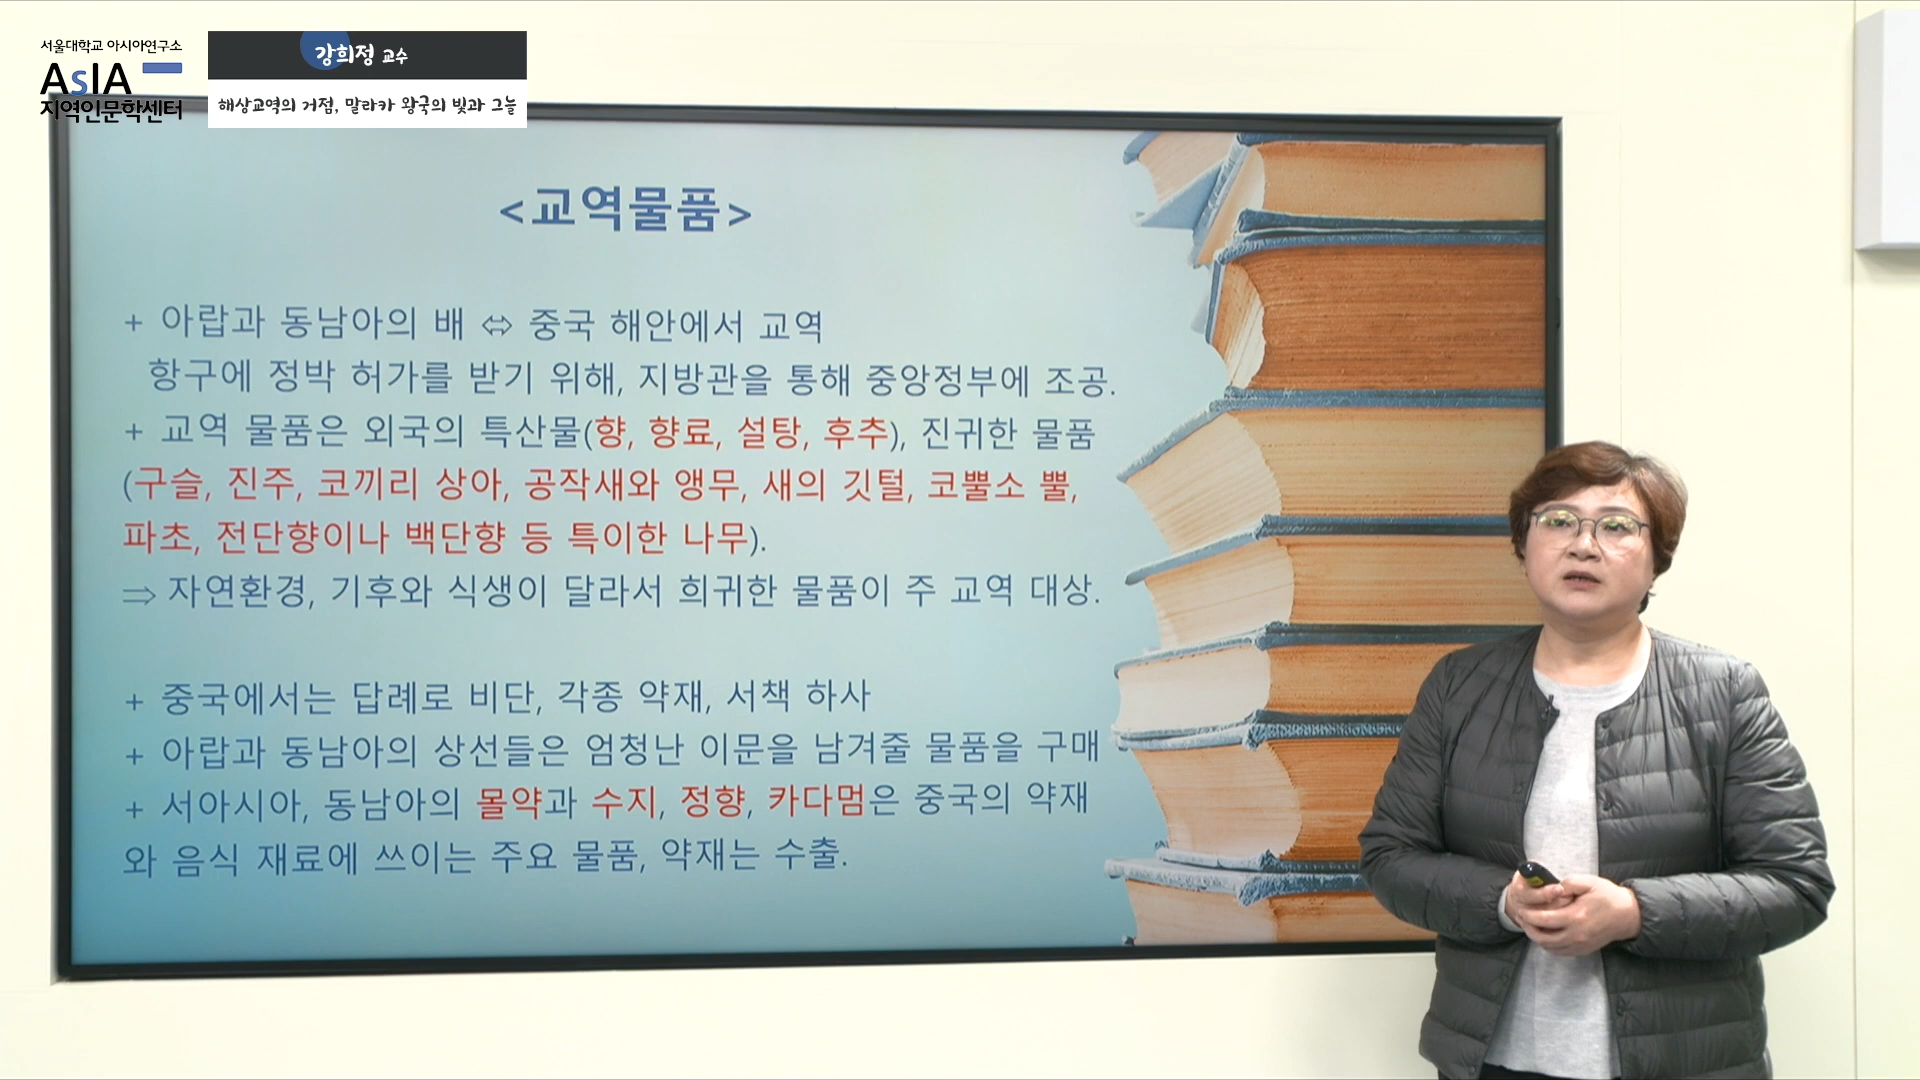 서울대학교 아시아연구소
AsIA
지역인문학센터
강희정 교수
해상교역의 거점, 말라카 왕국의 빛과 그늘
<교역물품>
+ 아랍과 동남아의 배 ⇔ 중국 해안에서 교역
항구에 정박 허가를 받기 위해, 지방관을 통해 중앙정부에 조공.
+ 교역 물품은 외국의 특산물(향, 향료, 설탕, 후추), 진귀한 물품
(구슬, 진주, 코끼리 상아, 공작새와 앵무, 새의 깃털, 코뿔소 뿔,
파초, 전단향이나 백단향 등 특이한 나무).
⇒ 자연환경, 기후와 식생이 달라서 희귀한 물품이 주 교역 대상.
+ 중국에서는 답례로 비단, 각종 약재, 서책 하사
+ 아랍과 동남아의 상선들은 엄청난 이문을 남겨줄 물품을 구매
+ 서아시아, 동남아의 몰약과 수지, 정향, 카다멈은 중국의 약재
와 음식 재료에 쓰이는 주요 물품, 약재는 수출.